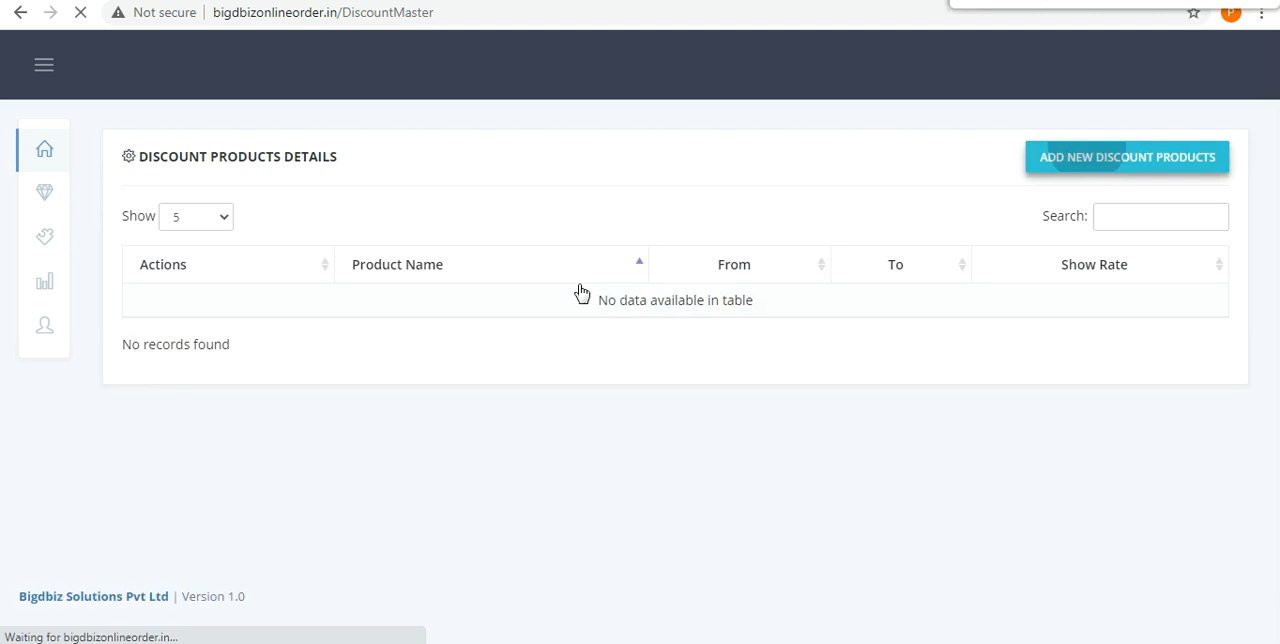 Not secure | bigdbizonlineorder.in/DiscountMaster
P
DISCOUNT PRODUCTS DETAILS
ADD NEW DISCOUNT PRODUCTS
Show 5
Search:
Actions Product Name From To Show Rate
No data available in table
No records found
Bigdbiz Solutions Pvt Ltd | Version 1.0
Waiting for bigdbizonlineorder.in...